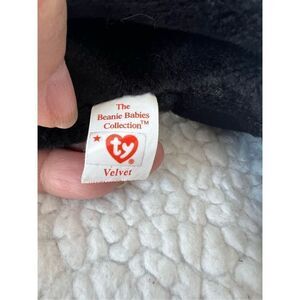 The
Beanie Babies
Collection™
★ ty ®
Velvet